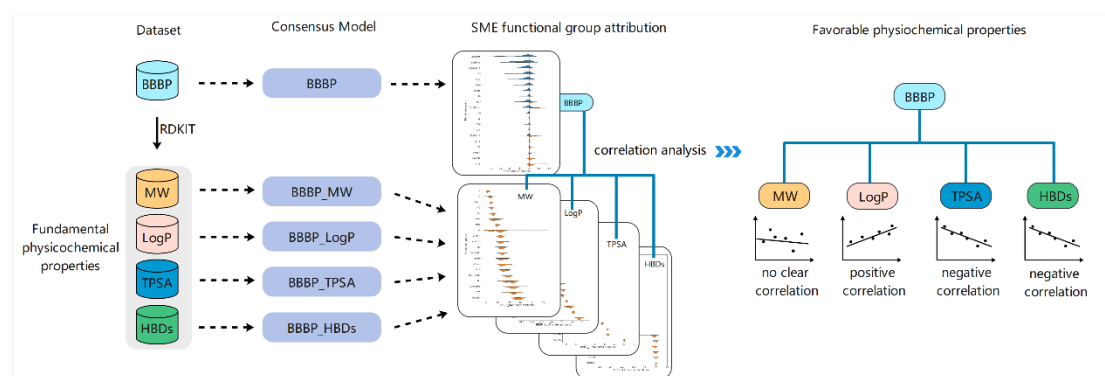 Dataset
Consensus Model
SME functional group attribution
Favorable physiochemical properties
BBBP
BBBP
BBBP
BBBP
RDKIT
correlation analysis
Fundamental
physicochemical
properties
MW
LogP
TPSA
HBDs
BBBP_MW
BBBP_LogP
BBBP_TPSA
BBBP_HBDs
MW
LogP
TPSA
HBDs
MW
LogP
TPSA
HBDs
no clear
correlation
positive
correlation
negative
correlation
negative
correlation